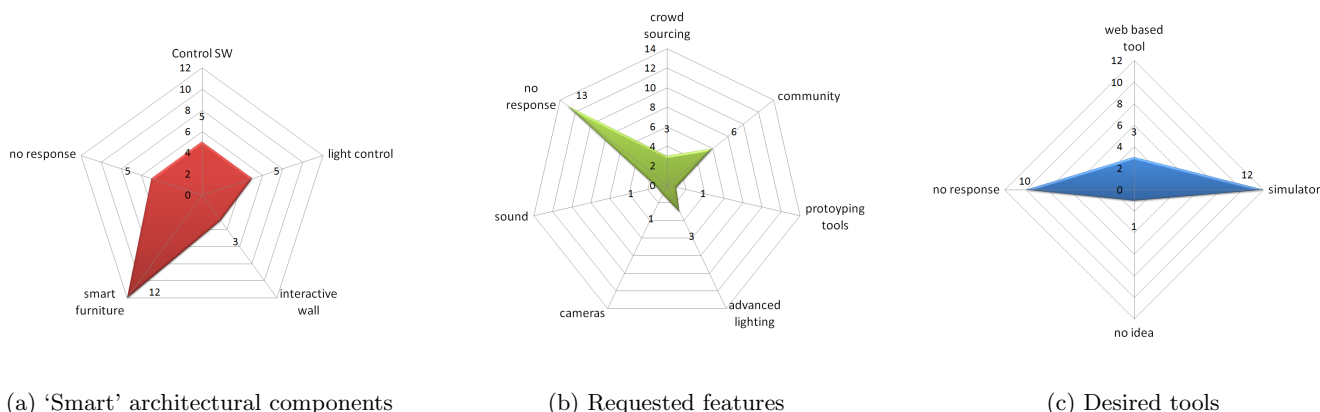 Control SW
12
10
8
5
6
4
2
0
light control
5
3
interactive
wall
12
smart
furniture
no response
5
(a) ‘Smart’ architectural components
crowd
sourcing
14
12
10
8
6
3
4
2
0
community
6
1
protoyping
tools
3
advanced
lighting
1
cameras
1
sound
no
response
13
(b) Requested features
web based
tool
12
10
8
6
3
4
2
0
12
simulator
1
no idea
no response
10
(c) Desired tools